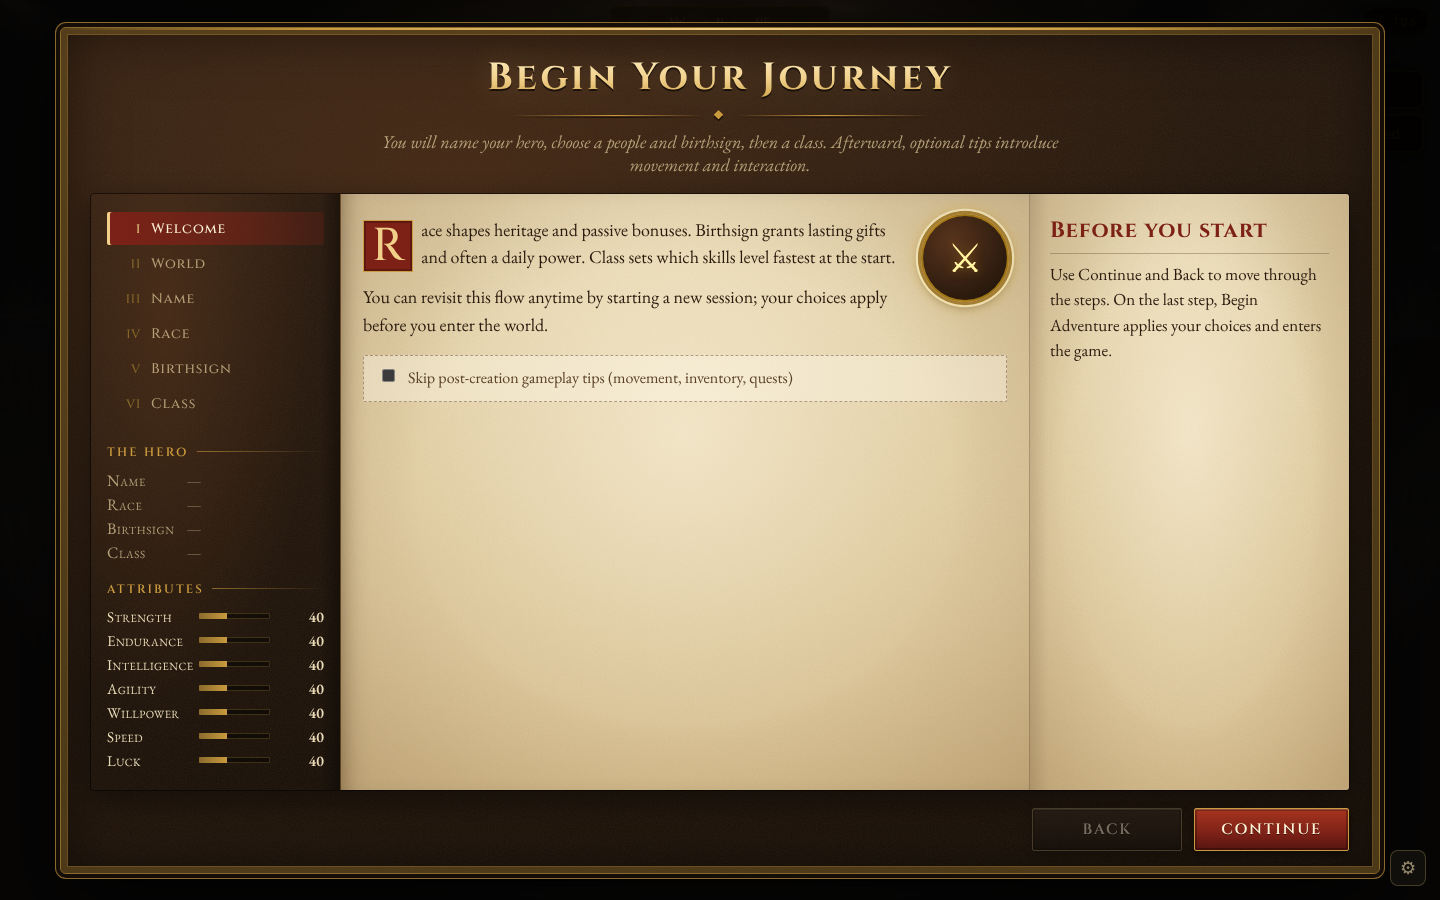 Begin Your Journey
You will name your hero, choose a people and birthsign, then a class. Afterward, optional tips introduce
movement and interaction.
I Welcome
II World
III Name
IV Race
V Birthsign
VI Class
THE HERO
Name —
Race —
Birthsign —
Class —
ATTRIBUTES
Strength 40
Endurance 40
Intelligence 40
Agility 40
Willpower 40
Speed 40
Luck 40
Race shapes heritage and passive bonuses. Birthsign grants lasting gifts
and often a daily power. Class sets which skills level fastest at the start.
You can revisit this flow anytime by starting a new session; your choices apply
before you enter the world.
Skip post-creation gameplay tips (movement, inventory, quests)
Before you start
Use Continue and Back to move through
the steps. On the last step, Begin
Adventure applies your choices and enters
the game.
BACK
CONTINUE